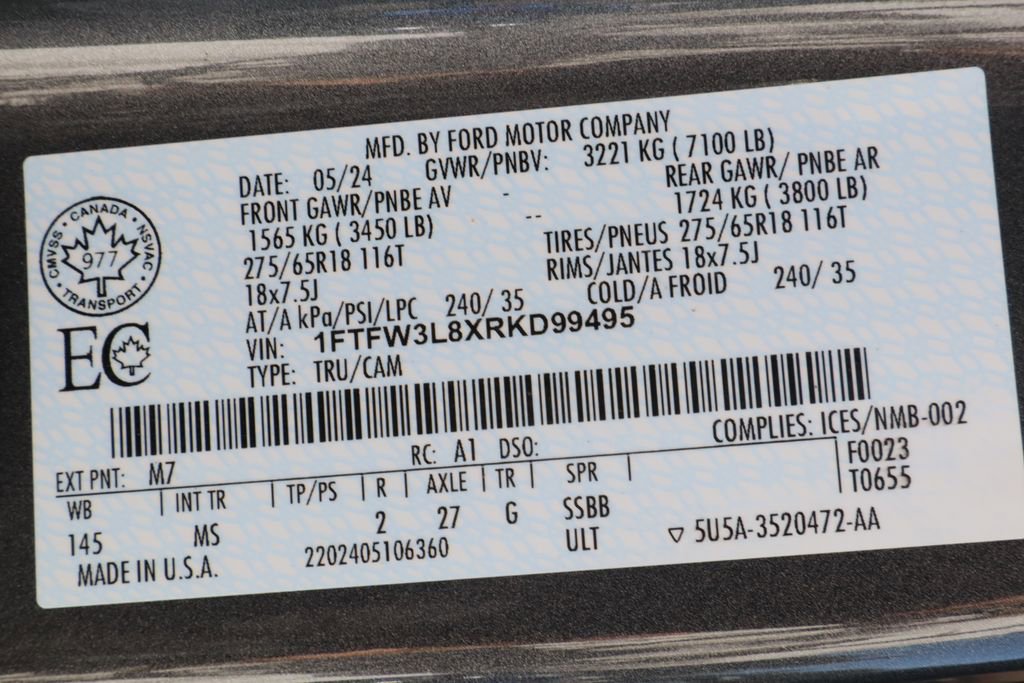 MFD. BY FORD MOTOR COMPANY
DATE: 05/24 GVWR/PNBV: 3221 KG ( 7100 LB)
FRONT GAWR/PNBE AV - REAR GAWR/ PNBE AR
1565 KG ( 3450 LB) -- 1724 KG ( 3800 LB)
275/65R18 116T TIRES/PNEUS 275/65R18 116T
18x7.5J RIMS/JANTES 18x7.5J
AT/A kPa/PSI/LPC 240/ 35 COLD/A FROID 240/ 35
VIN: 1FTFW3L8XRKD99495
TYPE: TRU/CAM
CANADA
CMVSS NSVAC
977
TRANSPORT
EC
COMPLIES: ICES/NMB-002
EXT PNT: M7 RC: A1 DSO:
F0023
T0655
WB | INT TR | TP/PS | R | AXLE | TR | SPR |
145 MS 2 27 G SSBB
ULT ▽ 5U5A-3520472-AA
MADE IN U.S.A. 2202405106360